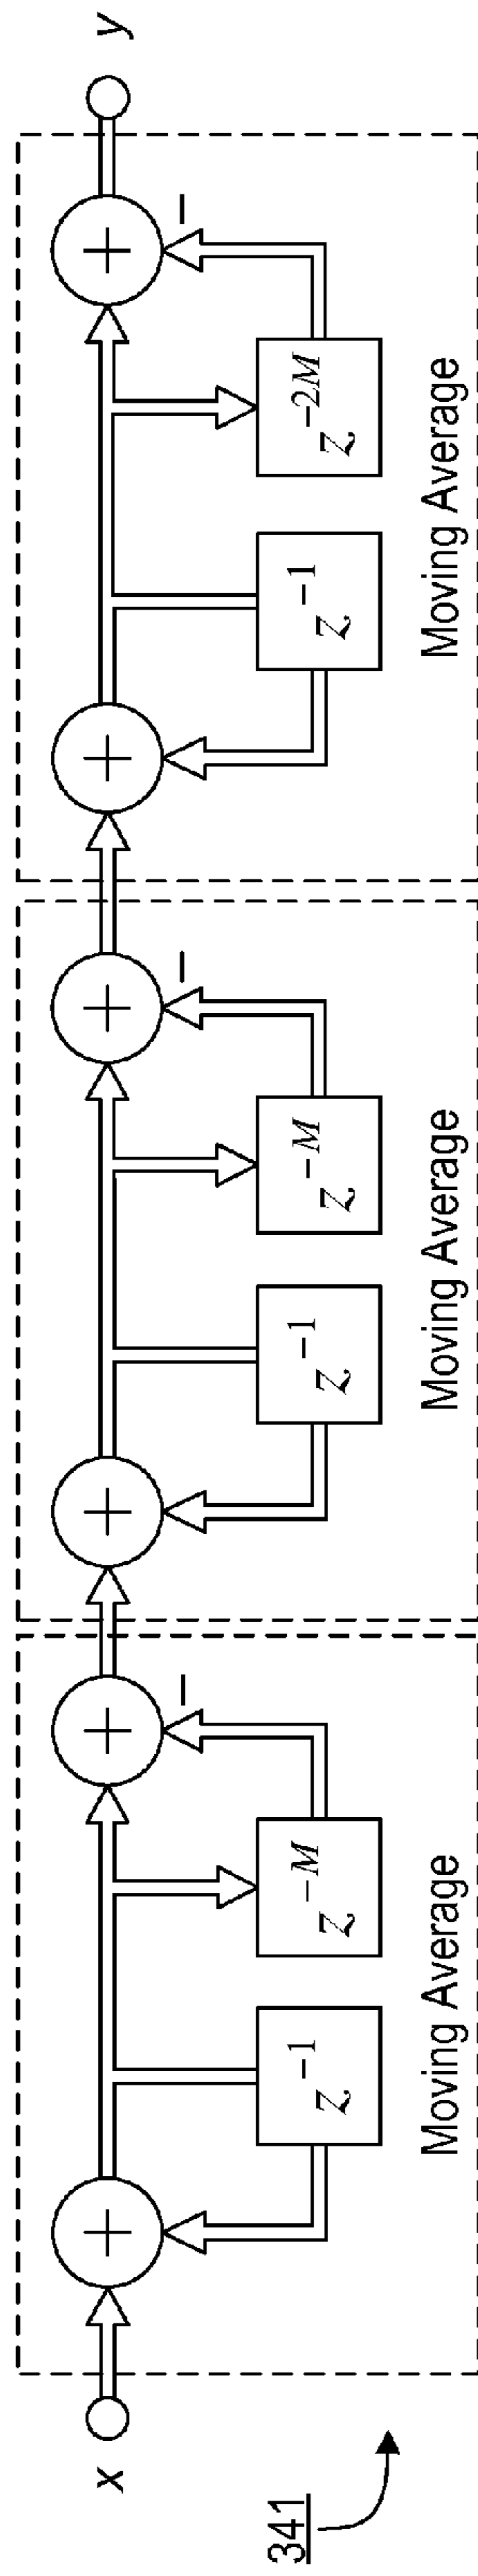 x
+
z^{-1}
z^{-M}
+
−
Moving Average
+
z^{-1}
z^{-M}
+
−
Moving Average
+
z^{-1}
z^{-2M}
+
−
Moving Average
y
341